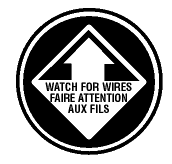 WATCH FOR WIRES
FAIRE ATTENTION
AUX FILS